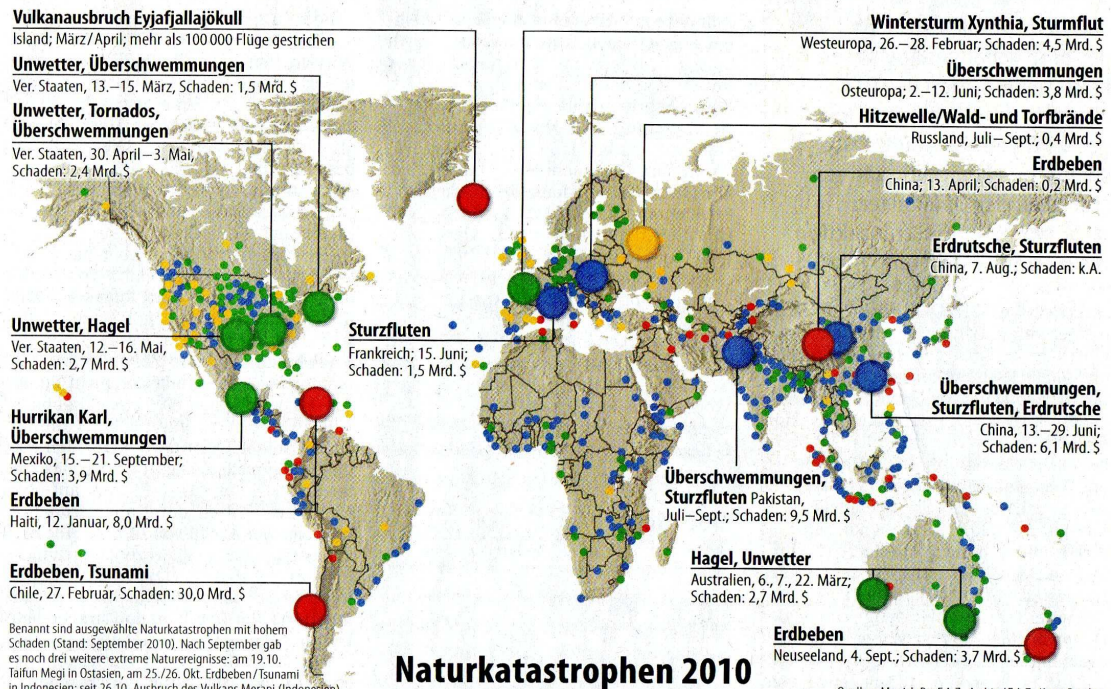 Vulkanausbruch Eyjafjallajökull
Island; März/April; mehr als 100 000 Flüge gestrichen
Unwetter, Überschwemmungen
Ver. Staaten, 13.–15. März, Schaden: 1,5 Mrd. $
Unwetter, Tornados,
Überschwemmungen
Ver. Staaten, 30. April–3. Mai,
Schaden: 2,4 Mrd. $
Unwetter, Hagel
Ver. Staaten, 12.–16. Mai,
Schaden: 2,7 Mrd. $
Hurrikan Karl,
Überschwemmungen
Mexiko, 15.–21. September;
Schaden: 3,9 Mrd. $
Erdbeben
Haiti, 12. Januar, 8,0 Mrd. $
Erdbeben, Tsunami
Chile, 27. Februar, Schaden: 30,0 Mrd. $
Benannt sind ausgewählte Naturkatastrophen mit hohem
Schaden (Stand: September 2010). Nach September gab
es noch drei weitere extreme Naturereignisse: am 19.10.
Taifun Megi in Ostasien, am 25./26. Okt. Erdbeben/Tsunami
in Indonesien; seit 26.10. Ausbruch des Vulkans Merapi (Indonesien)
Sturzfluten
Frankreich; 15. Juni;
Schaden: 1,5 Mrd. $
Wintersturm Xynthia, Sturmflut
Westeuropa, 26.–28. Februar; Schaden: 4,5 Mrd. $
Überschwemmungen
Osteuropa; 2.–12. Juni; Schaden: 3,8 Mrd. $
Hitzewelle/Wald- und Torfbrände
Russland, Juli–Sept.; 0,4 Mrd. $
Erdbeben
China; 13. April; Schaden: 0,2 Mrd. $
Erdrutsche, Sturzfluten
China, 7. Aug.; Schaden: k.A.
Überschwemmungen,
Sturzfluten, Erdrutsche
China, 13.–29. Juni;
Schaden: 6,1 Mrd. $
Überschwemmungen,
Sturzfluten Pakistan,
Juli–Sept.; Schaden: 9,5 Mrd. $
Hagel, Unwetter
Australien, 6., 7., 22. März;
Schaden: 2,7 Mrd. $
Erdbeben
Neuseeland, 4. Sept.; Schaden: 3,7 Mrd. $
Naturkatastrophen 2010